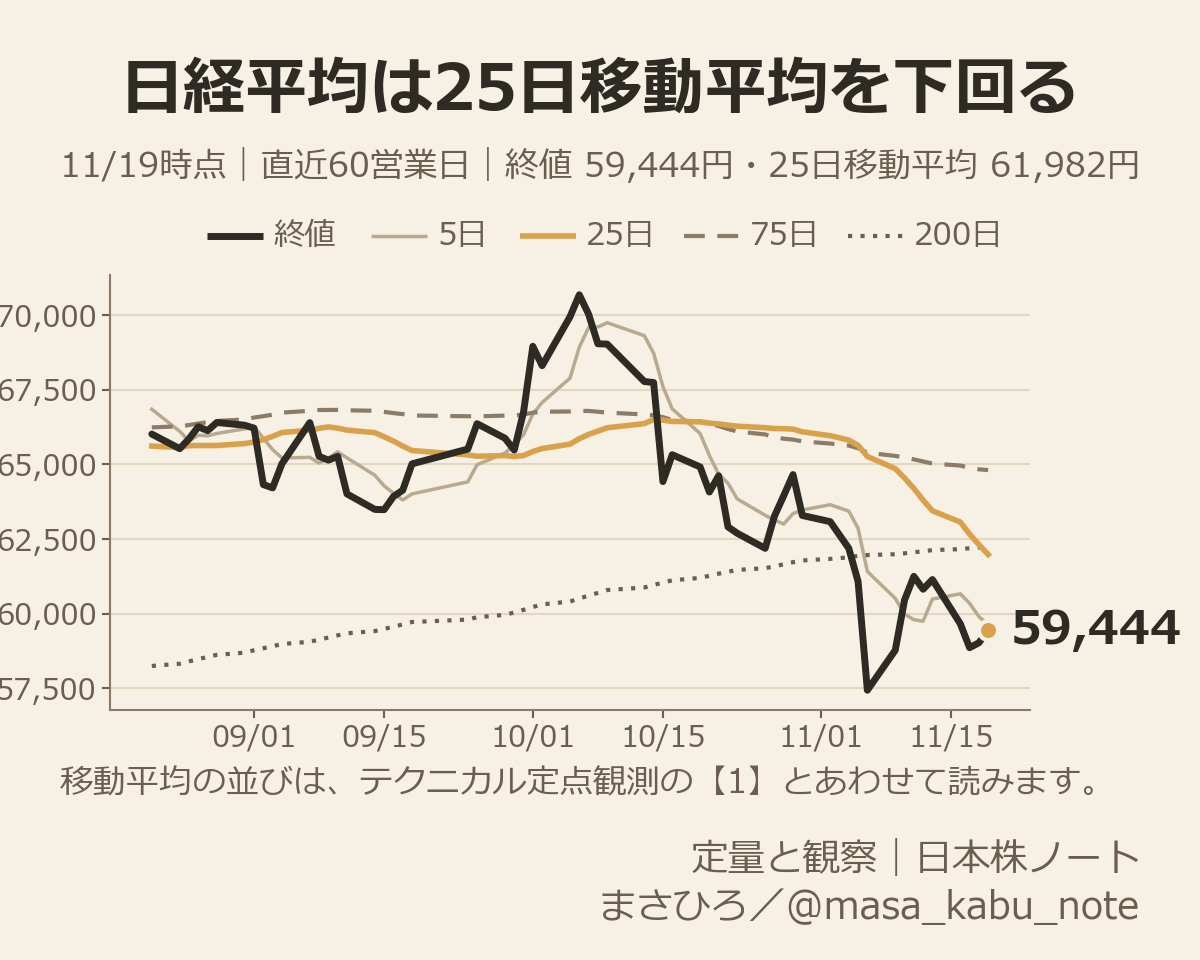 日経平均は25日移動平均を下回る
11/19時点｜直近60営業日｜終値 59,444円・25日移動平均 61,982円
終値 5日 25日 75日 200日
70,000
67,500
65,000
62,500
60,000
59,444
57,500
09/01 09/15 10/01 10/15 11/01 11/15
移動平均の並びは、テクニカル定点観測の【1】とあわせて読みます。
定量と観察｜日本株ノート
まさひろ／@masa_kabu_note